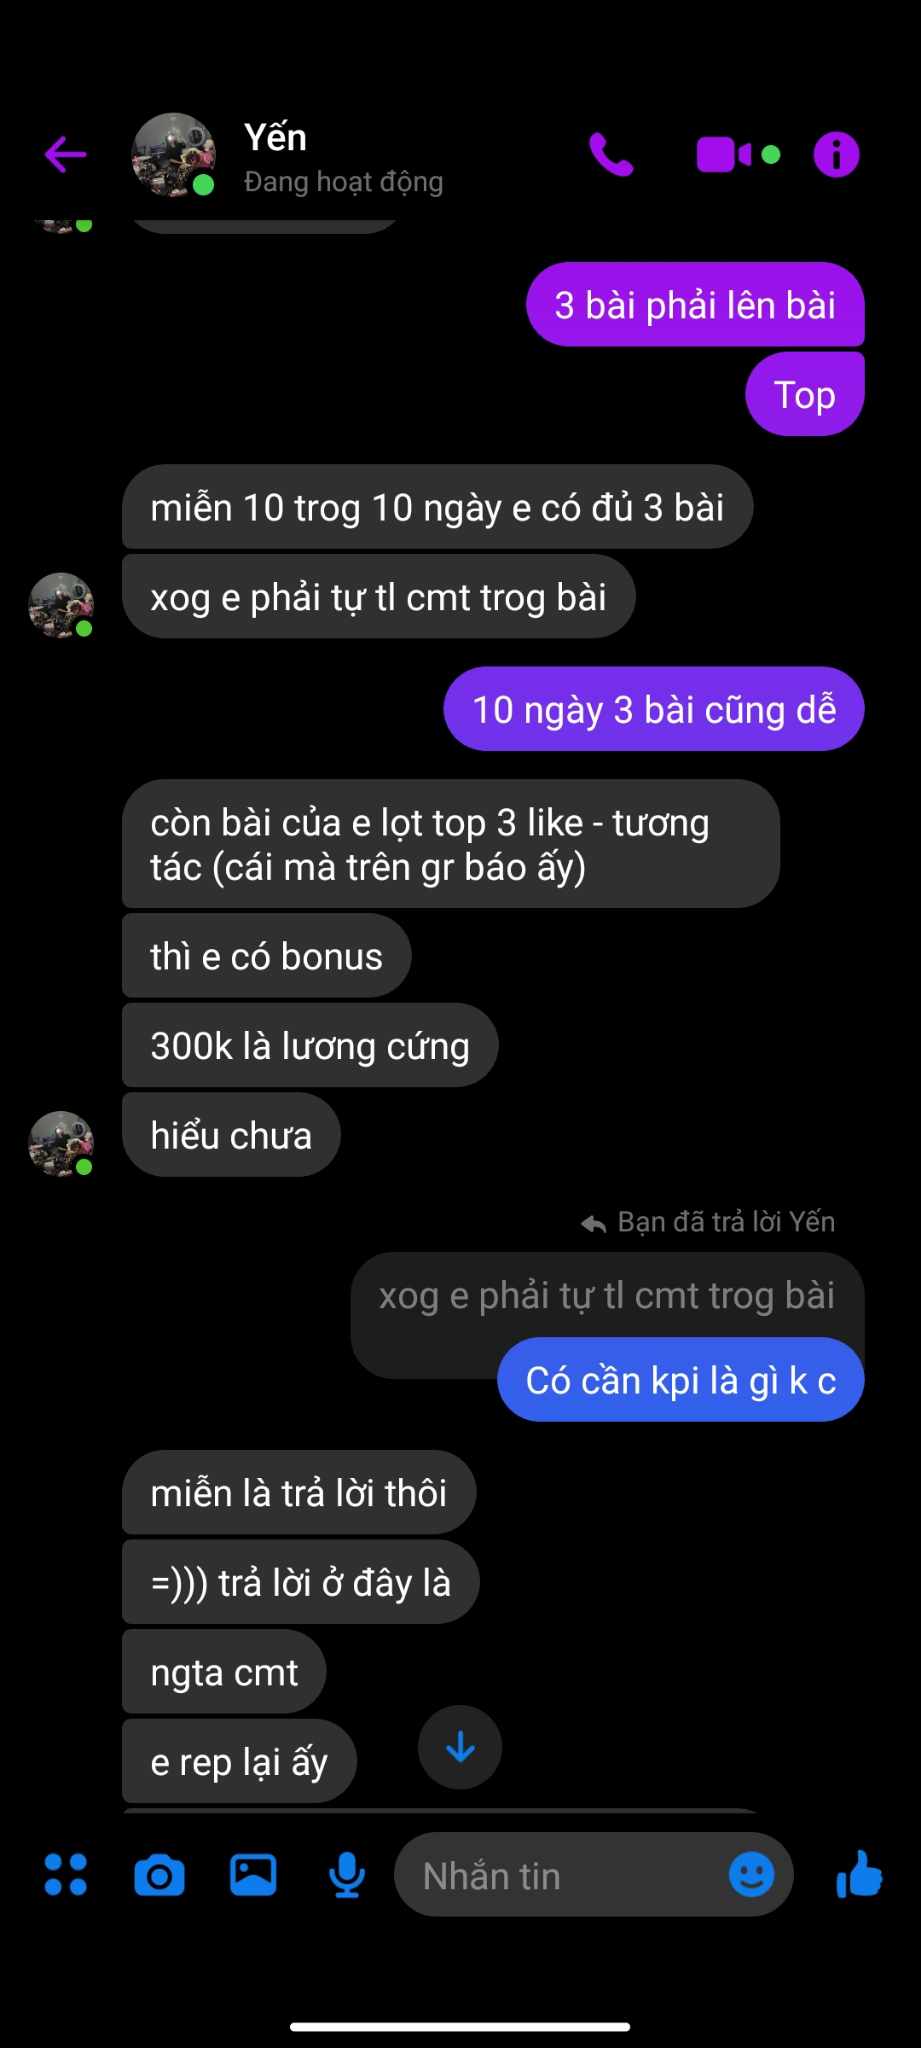 Yến
Đang hoạt động
3 bài phải lên bài
Top
miễn 10 trog 10 ngày e có đủ 3 bài
xog e phải tự tl cmt trog bài
10 ngày 3 bài cũng dễ
còn bài của e lọt top 3 like - tương
tác (cái mà trên gr báo ấy)
thì e có bonus
300k là lương cứng
hiểu chưa
Bạn đã trả lời Yến
xog e phải tự tl cmt trog bài
Có cần kpi là gì k c
miễn là trả lời thôi
=))) trả lời ở đây là
ngta cmt
e rep lại ấy
Nhắn tin